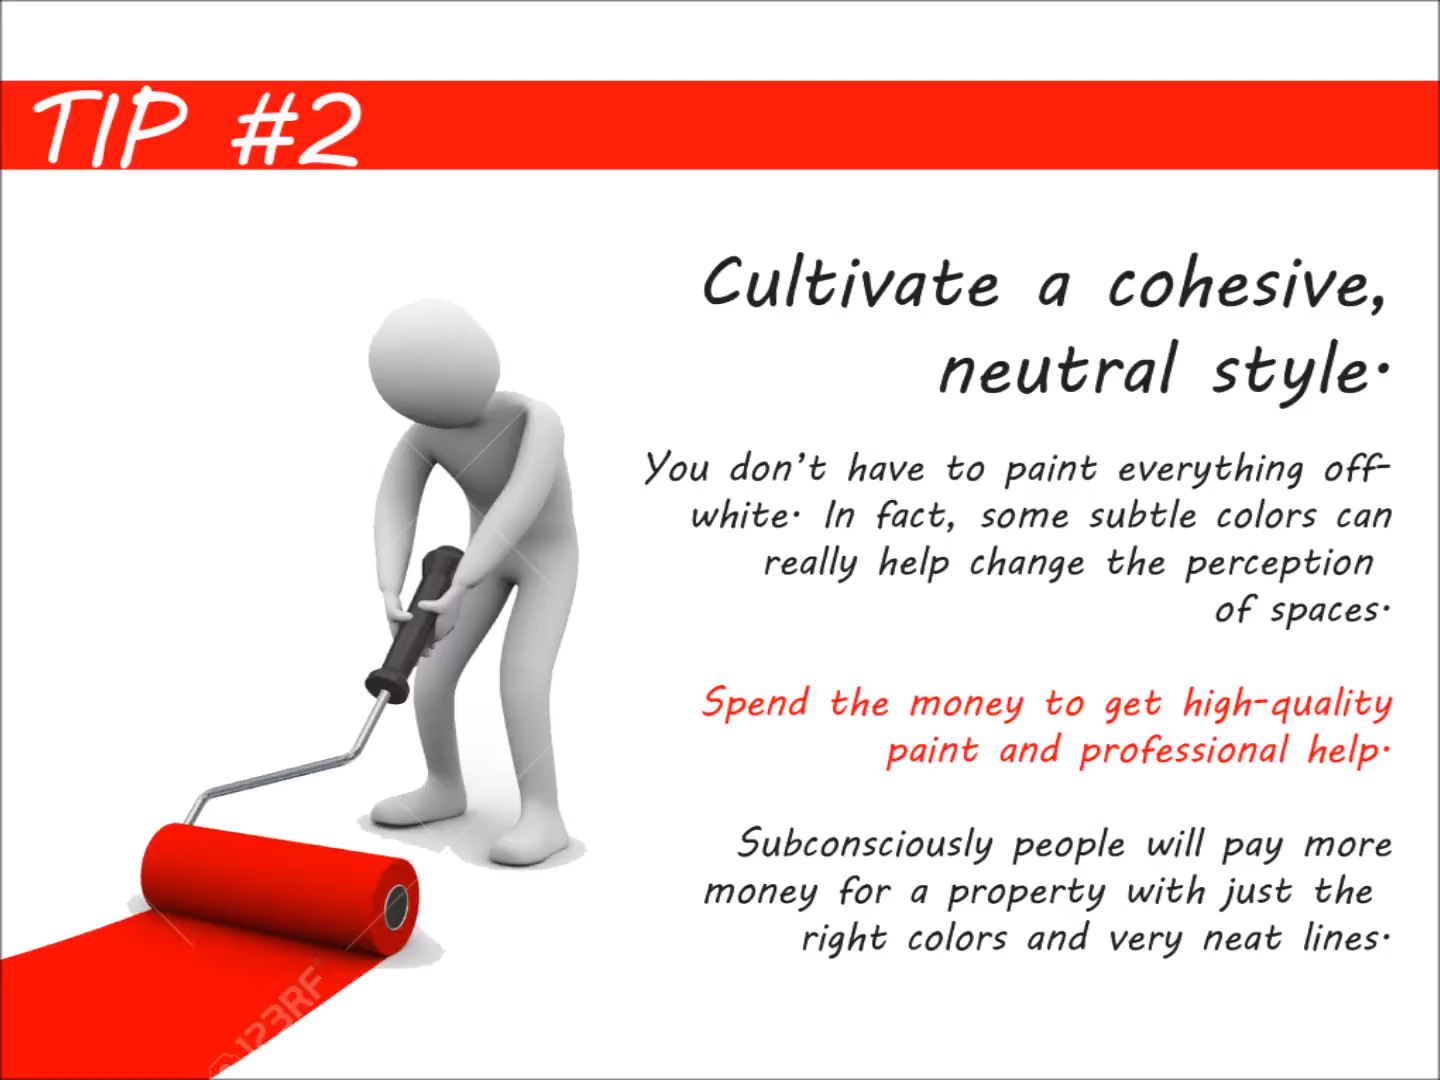 TIP #2
Cultivate a cohesive,
neutral style.
You don't have to paint everything off-
white. In fact, some subtle colors can
really help change the perception
of spaces.
Spend the money to get high-quality
paint and professional help.
Subconsciously people will pay more
money for a property with just the
right colors and very neat lines.
123RF